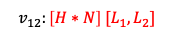 v₁₂: [H * N] [L₁, L₂]